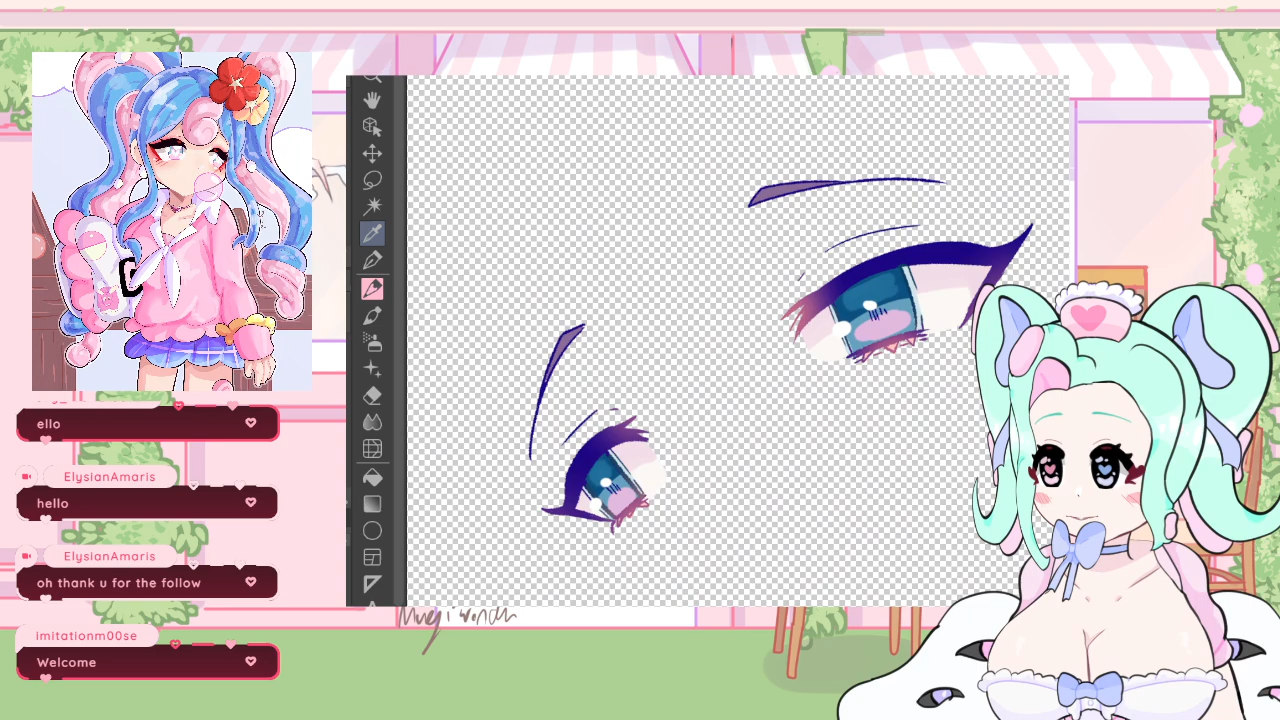 ello
ElysianAmaris
hello
ElysianAmaris
oh thank u for the follow
imitationm00se
Welcome